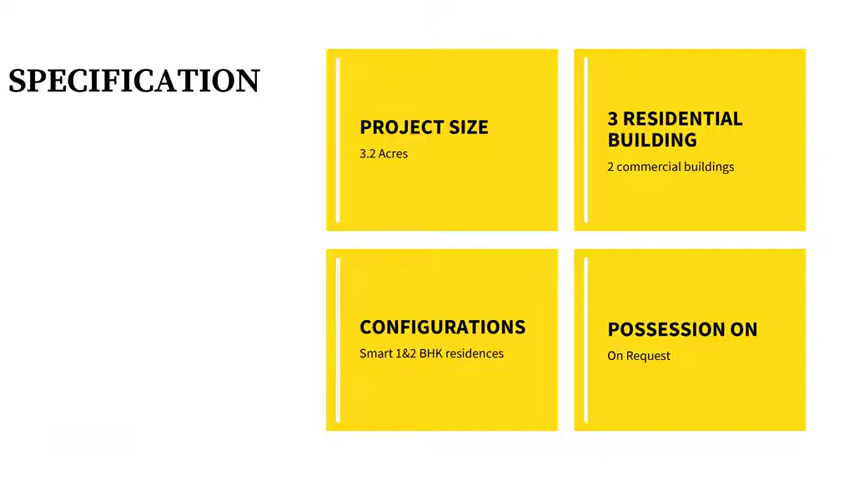 SPECIFICATION
PROJECT SIZE
3.2 Acres
3 RESIDENTIAL
BUILDING
2 commercial buildings
CONFIGURATIONS
Smart 1&2 BHK residences
POSSESSION ON
On Request